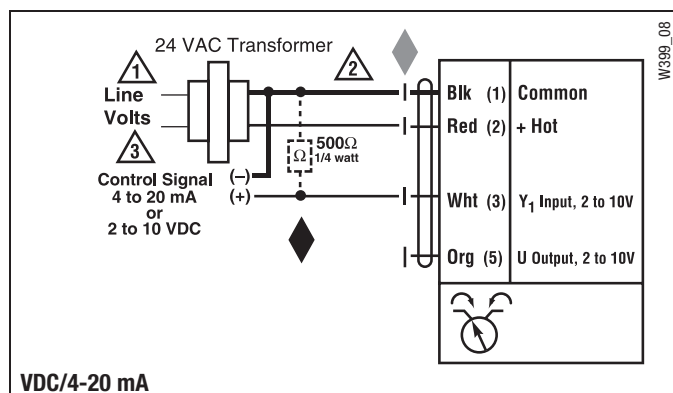 W399_08
24 VAC Transformer
1
2
Line
Volts
3
Control Signal
4 to 20 mA
or
2 to 10 VDC
(–)
(+)
Ω
500Ω
1/4 watt
Blk (1) Common
Red (2) + Hot
Wht (3) Y1 Input, 2 to 10V
Org (5) U Output, 2 to 10V
VDC/4-20 mA